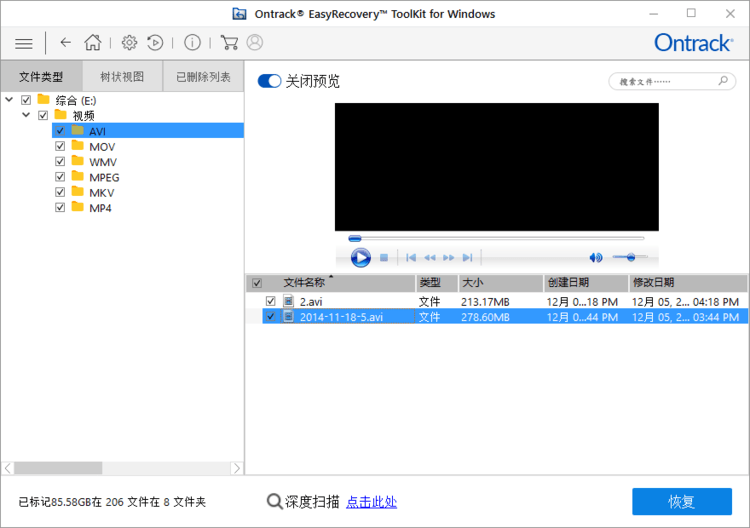 Ontrack® EasyRecovery™ ToolKit for Windows
Ontrack®
文件类型 树状视图 已删除列表
关闭预览
搜索文件……
综合 (E:)
视频
AVI
MOV
WMV
MPEG
MKV
MP4
文件名称 类型 大小 创建日期 修改日期
2.avi 文件 213.17MB 12月 0...18 PM 12月 05, 2... 04:18 PM
2014-11-18-5.avi 文件 278.60MB 12月 0...44 PM 12月 05, 2... 03:44 PM
已标记85.58GB在 206 文件在 8 文件夹
深度扫描 点击此处
恢复